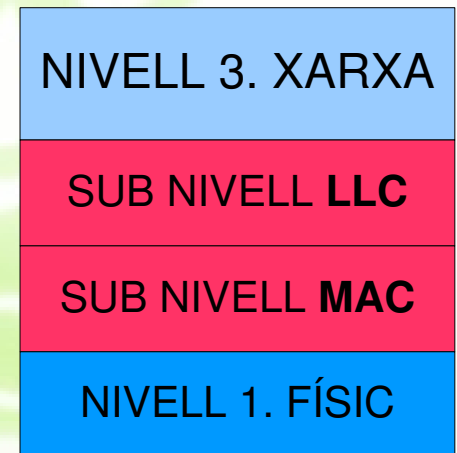 NIVELL 3. XARXA
SUB NIVELL LLC
SUB NIVELL MAC
NIVELL 1. FÍSIC